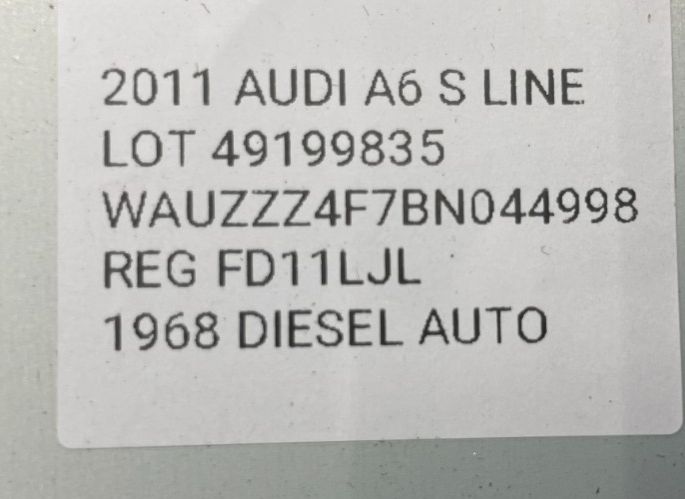 2011 AUDI A6 S LINE
LOT 49199835
WAUZZZ4F7BN044998
REG FD11LJL
1968 DIESEL AUTO